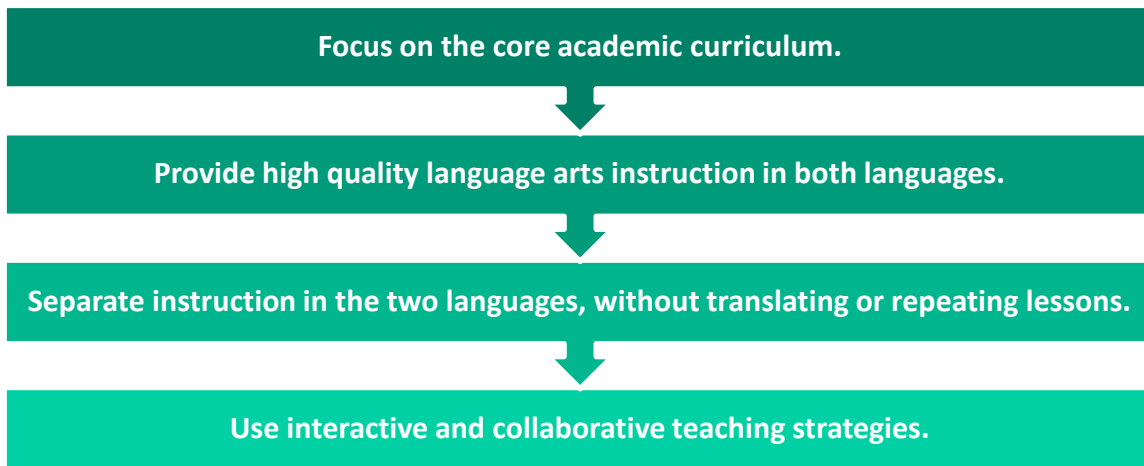 Focus on the core academic curriculum.
Provide high quality language arts instruction in both languages.
Separate instruction in the two languages, without translating or repeating lessons.
Use interactive and collaborative teaching strategies.